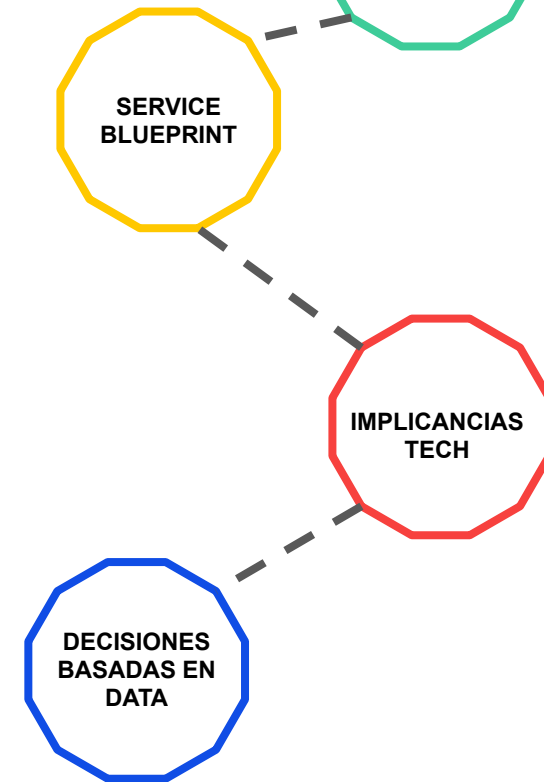 SERVICE
BLUEPRINT
IMPLICANCIAS
TECH
DECISIONES
BASADAS EN
DATA